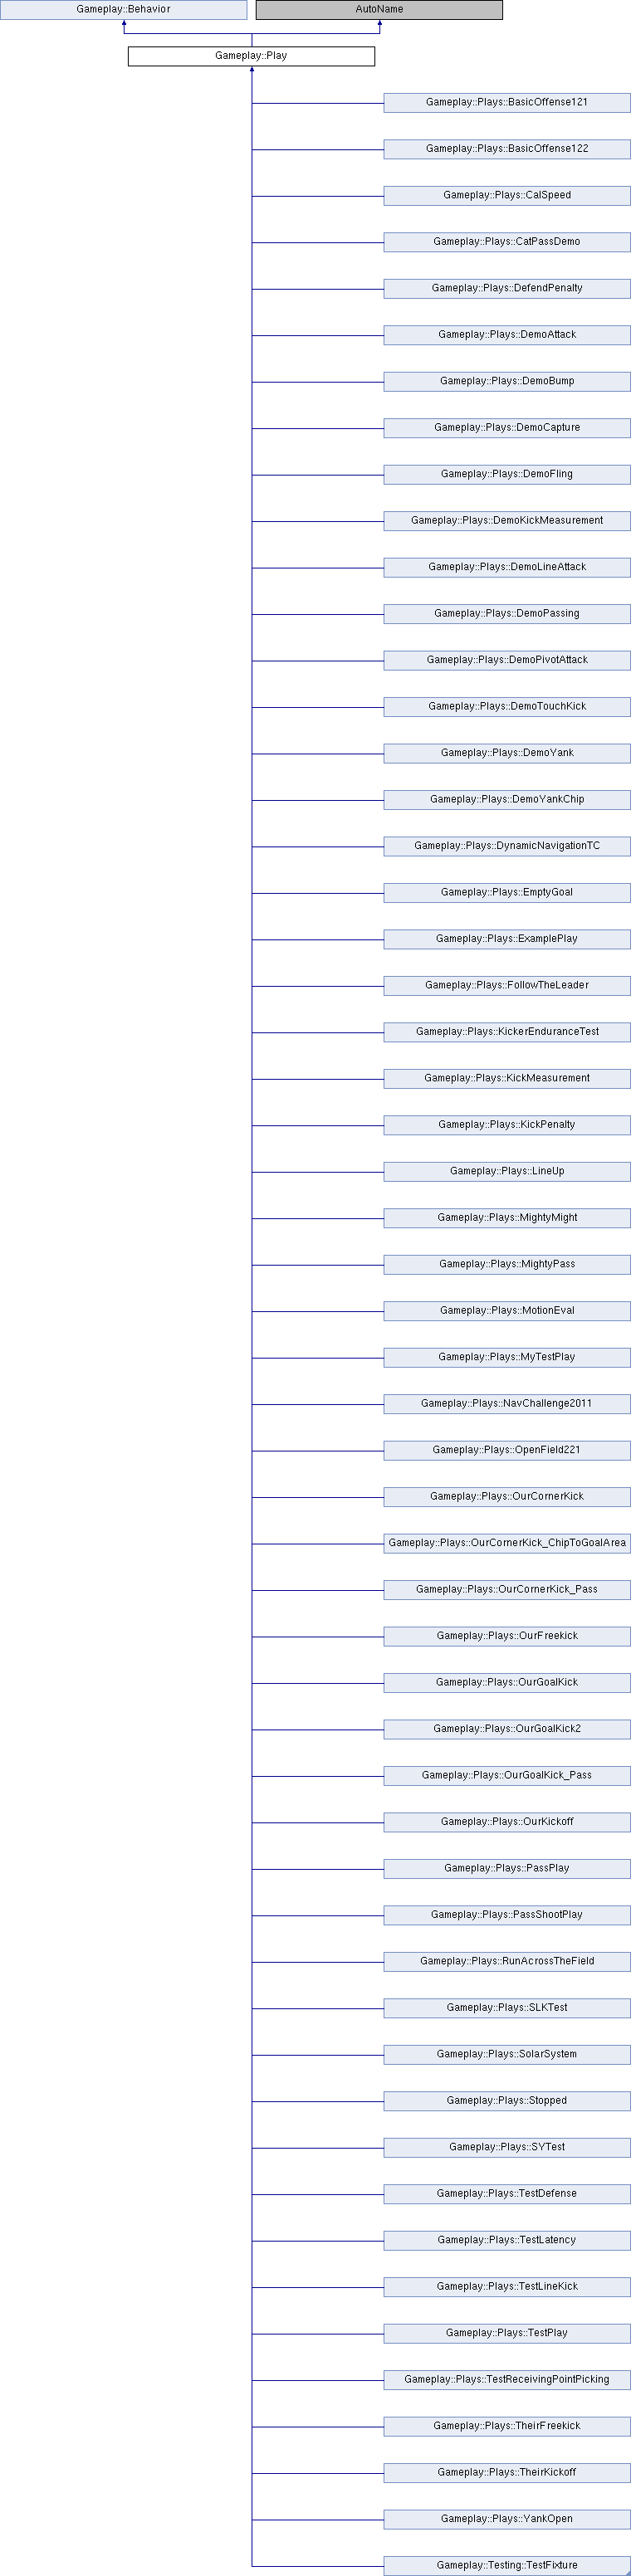 Gameplay::Behavior
AutoName
Gameplay::Play
Gameplay::Plays::BasicOffense121
Gameplay::Plays::BasicOffense122
Gameplay::Plays::CalSpeed
Gameplay::Plays::CatPassDemo
Gameplay::Plays::DefendPenalty
Gameplay::Plays::DemoAttack
Gameplay::Plays::DemoBump
Gameplay::Plays::DemoCapture
Gameplay::Plays::DemoFling
Gameplay::Plays::DemoKickMeasurement
Gameplay::Plays::DemoLineAttack
Gameplay::Plays::DemoPassing
Gameplay::Plays::DemoPivotAttack
Gameplay::Plays::DemoTouchKick
Gameplay::Plays::DemoYank
Gameplay::Plays::DemoYankChip
Gameplay::Plays::DynamicNavigationTC
Gameplay::Plays::EmptyGoal
Gameplay::Plays::ExamplePlay
Gameplay::Plays::FollowTheLeader
Gameplay::Plays::KickerEnduranceTest
Gameplay::Plays::KickMeasurement
Gameplay::Plays::KickPenalty
Gameplay::Plays::LineUp
Gameplay::Plays::MightyMight
Gameplay::Plays::MightyPass
Gameplay::Plays::MotionEval
Gameplay::Plays::MyTestPlay
Gameplay::Plays::NavChallenge2011
Gameplay::Plays::OpenField221
Gameplay::Plays::OurCornerKick
Gameplay::Plays::OurCornerKick_ChipToGoalArea
Gameplay::Plays::OurCornerKick_Pass
Gameplay::Plays::OurFreekick
Gameplay::Plays::OurGoalKick
Gameplay::Plays::OurGoalKick2
Gameplay::Plays::OurGoalKick_Pass
Gameplay::Plays::OurKickoff
Gameplay::Plays::PassPlay
Gameplay::Plays::PassShootPlay
Gameplay::Plays::RunAcrossTheField
Gameplay::Plays::SLKTest
Gameplay::Plays::SolarSystem
Gameplay::Plays::Stopped
Gameplay::Plays::SYTest
Gameplay::Plays::TestDefense
Gameplay::Plays::TestLatency
Gameplay::Plays::TestLineKick
Gameplay::Plays::TestPlay
Gameplay::Plays::TestReceivingPointPicking
Gameplay::Plays::TheirFreekick
Gameplay::Plays::TheirKickoff
Gameplay::Plays::YankOpen
Gameplay::Testing::TestFixture